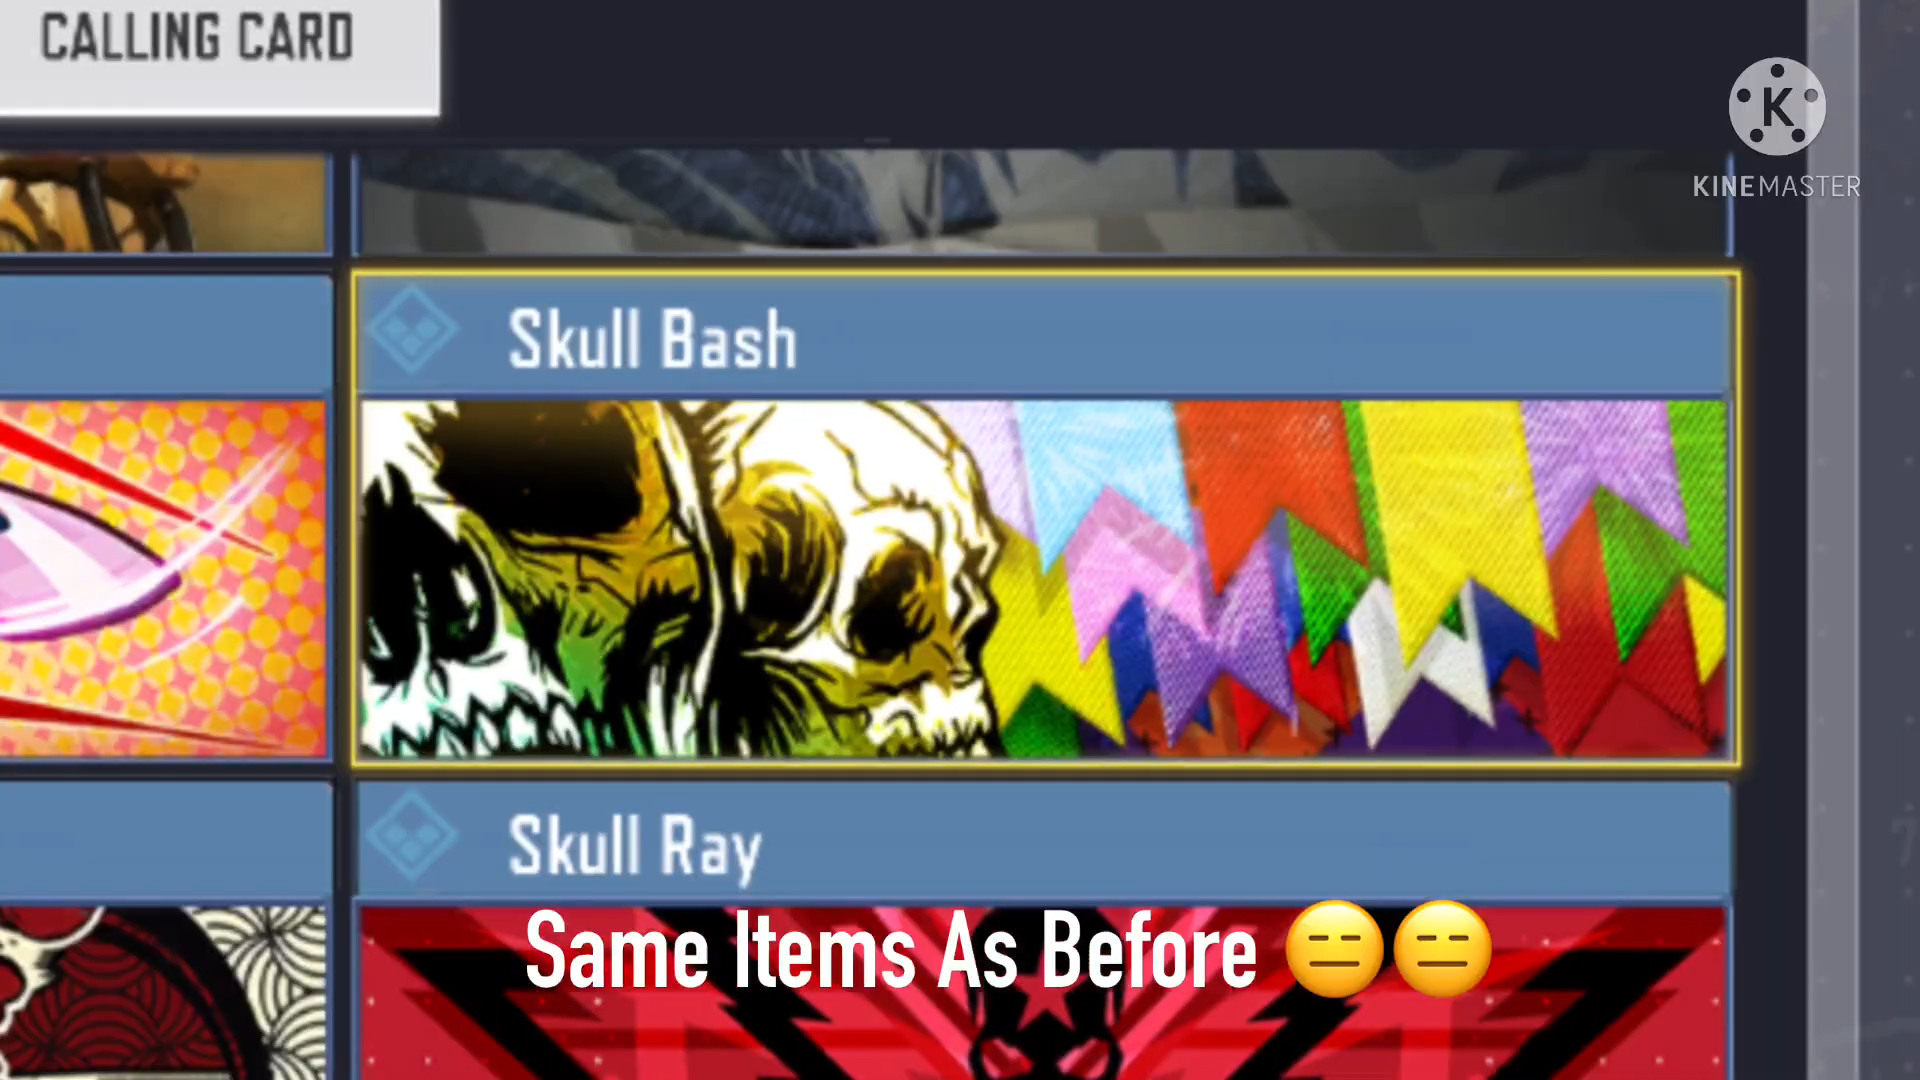 CALLING CARD
K
KINEMASTER
Skull Bash
Skull Ray
Same Items As Before 😑😑